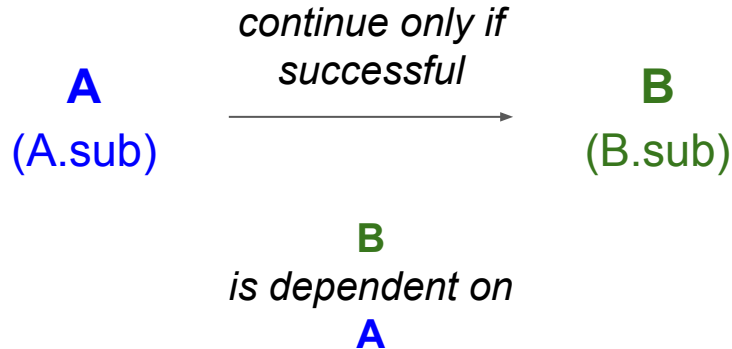 continue only if
successful
A
B
(A.sub)
(B.sub)
B
is dependent on
A